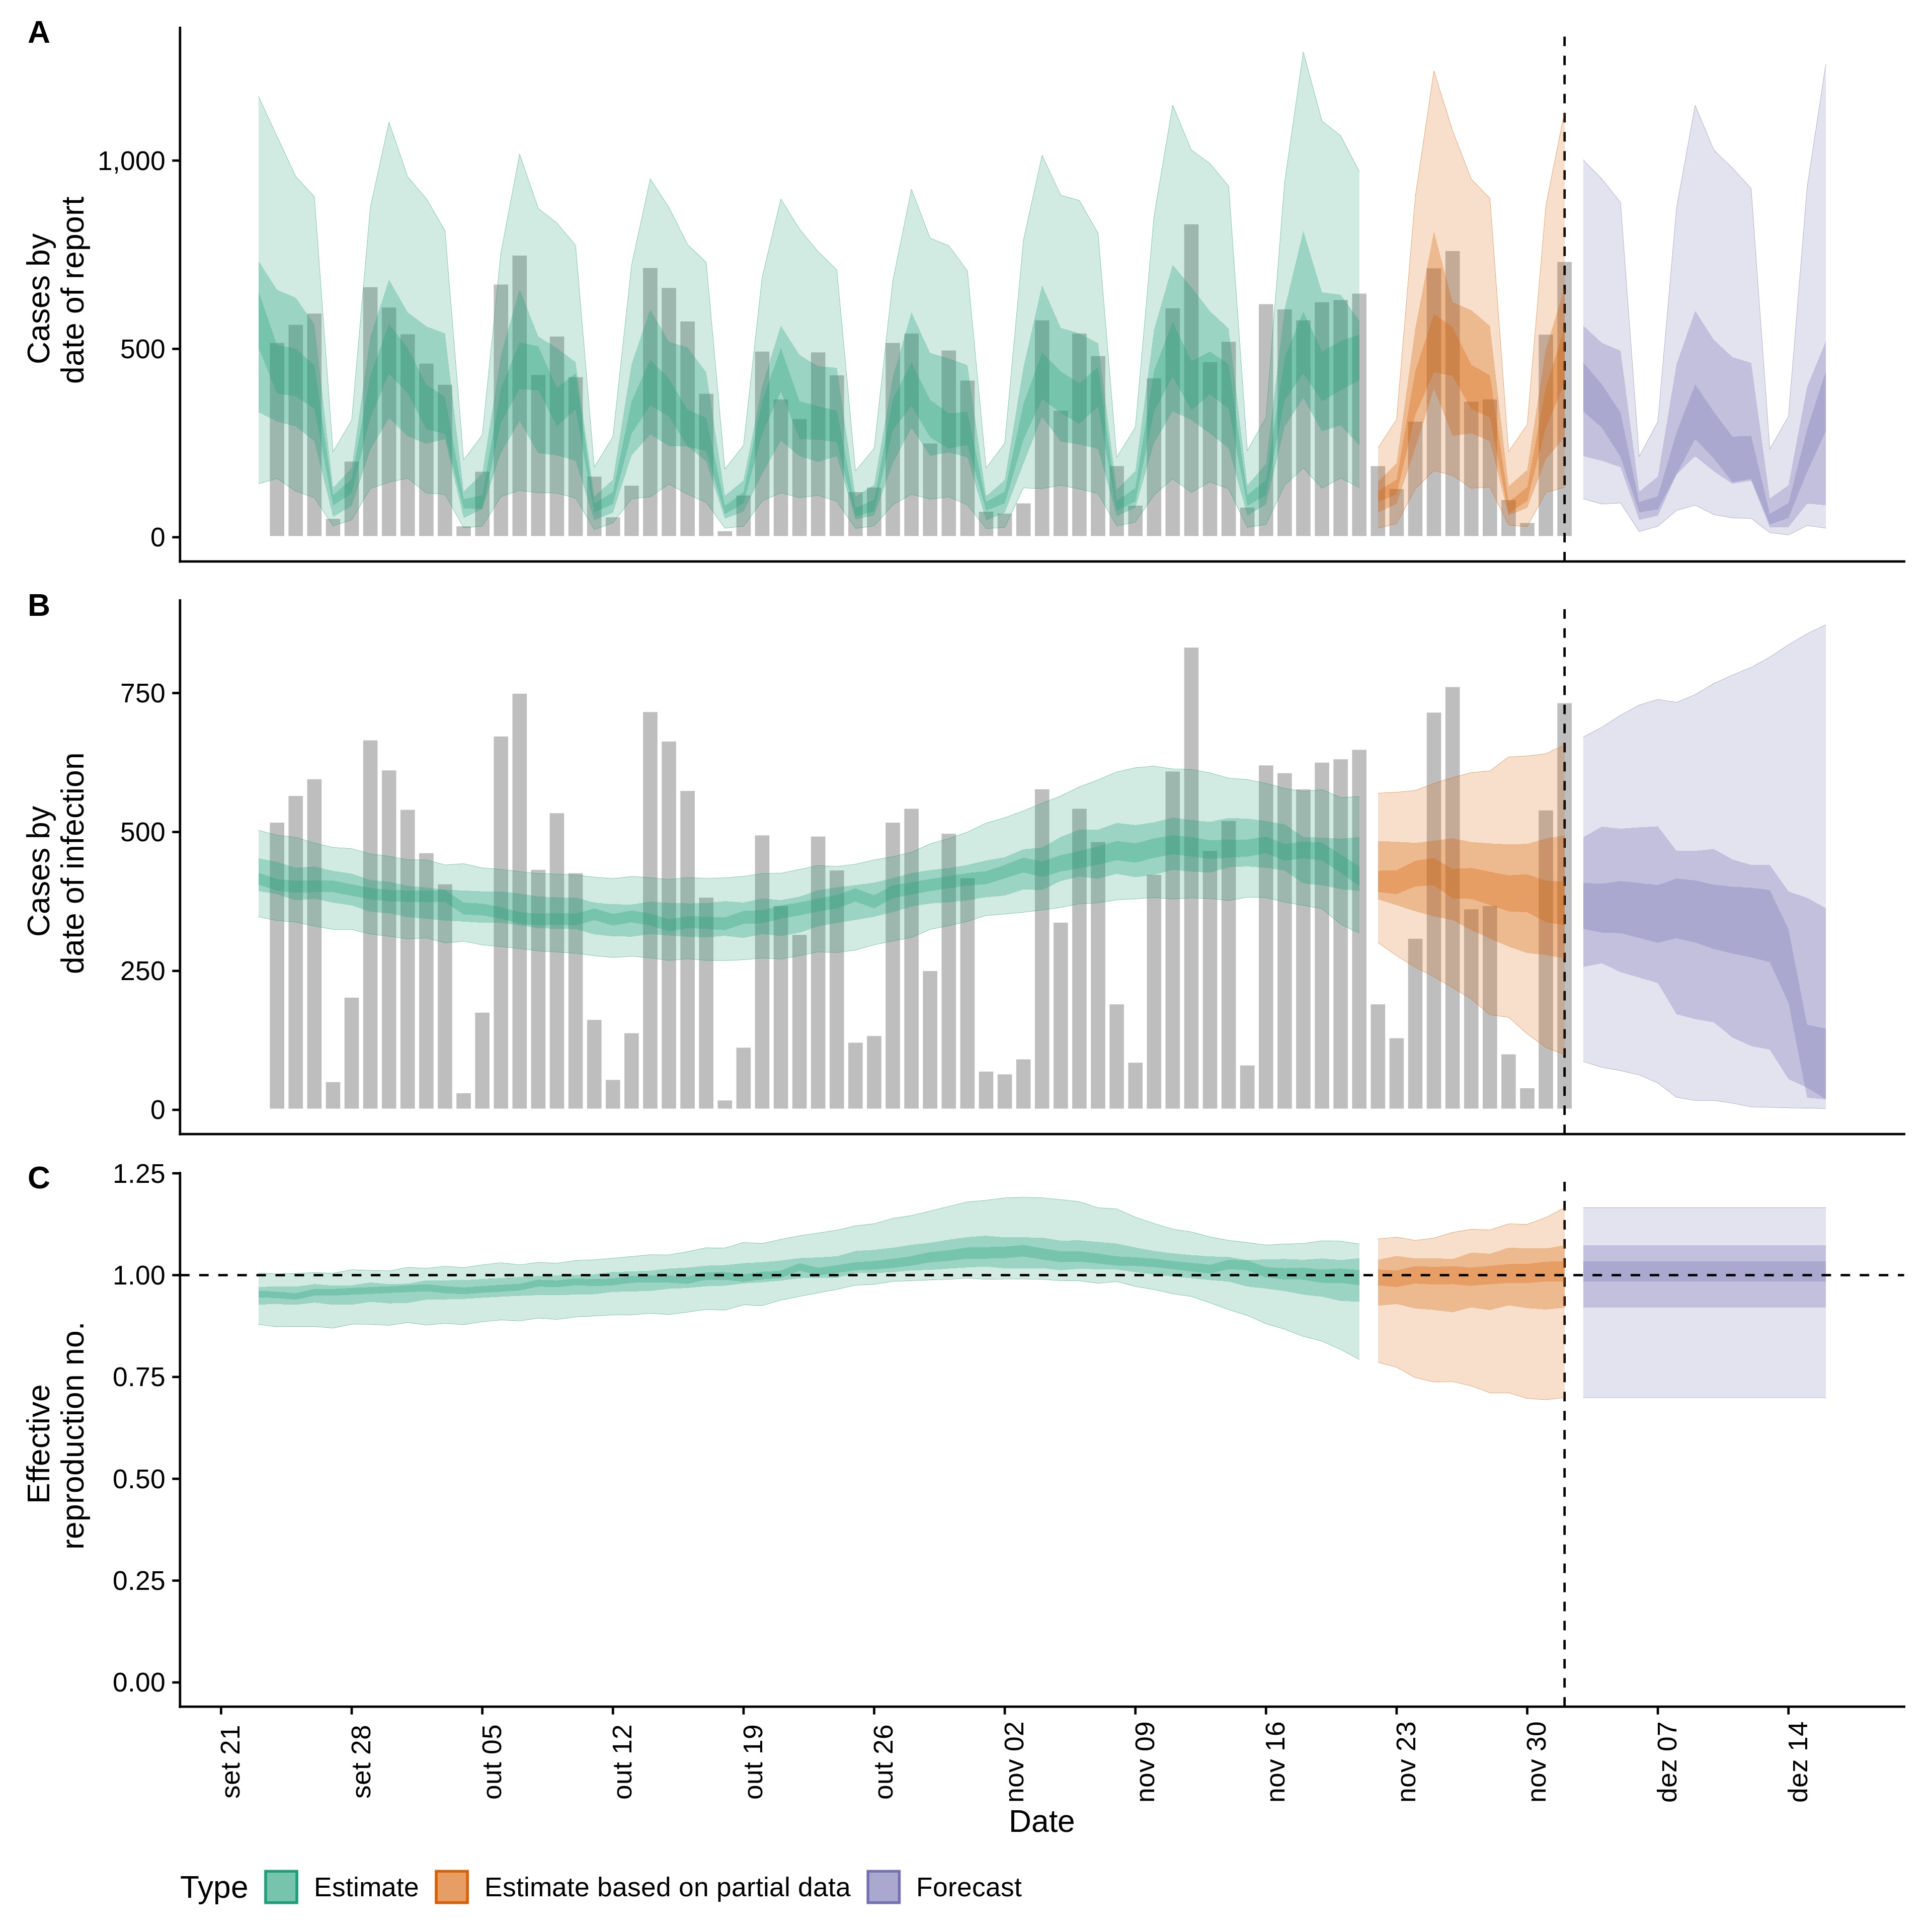 A
Cases by
date of report
1,000
500
0
B
Cases by
date of infection
750
500
250
0
C
Effective
reproduction no.
1.25
1.00
0.75
0.50
0.25
0.00
set 21
set 28
out 05
out 12
out 19
out 26
nov 02
nov 09
nov 16
nov 23
nov 30
dez 07
dez 14
Date
Type
Estimate
Estimate based on partial data
Forecast